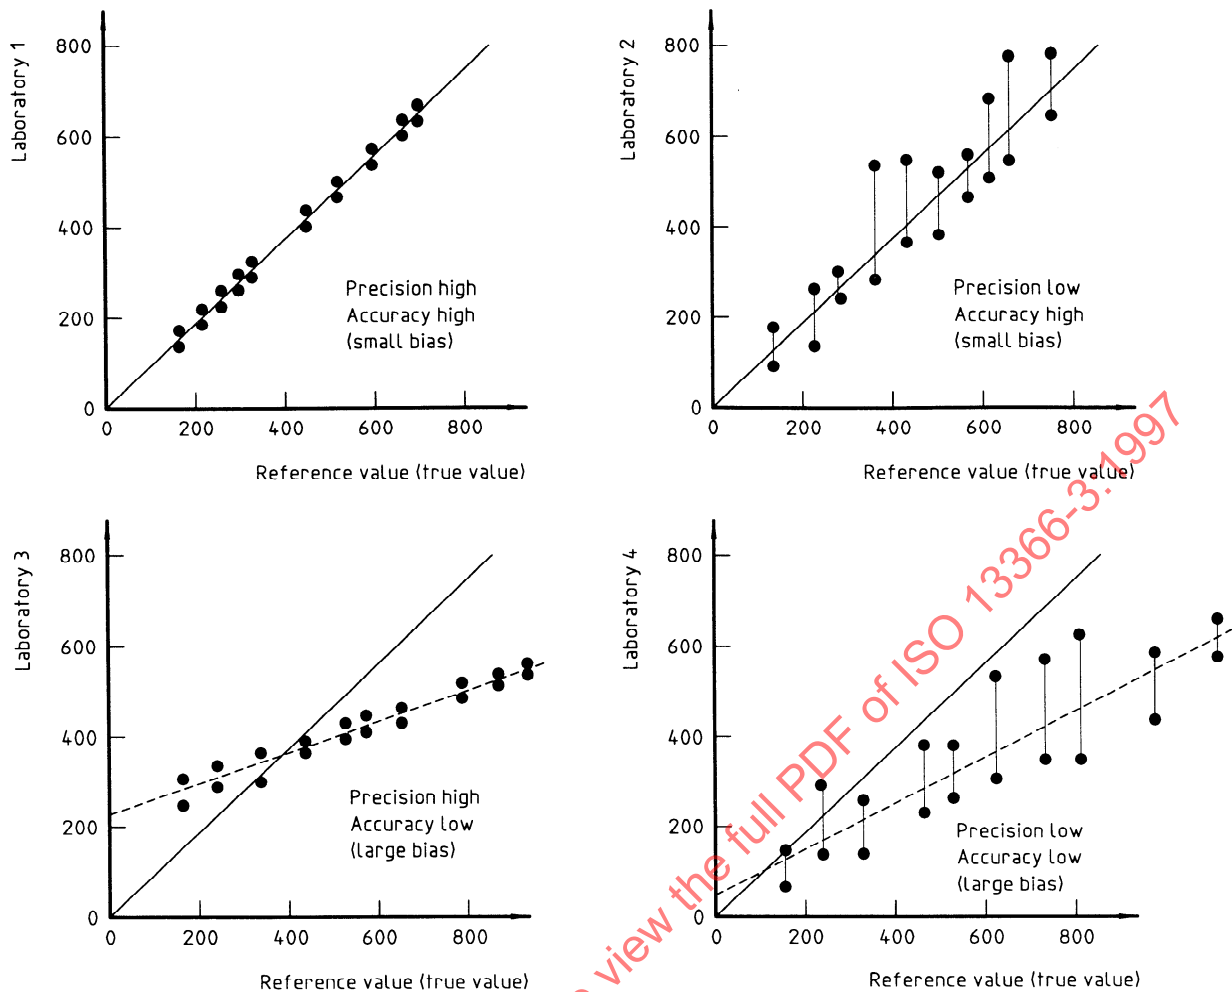 Laboratory 1
800
600
400
200
0
200 400 600 800
Precision high
Accuracy high
(small bias)
Reference value (true value)
Laboratory 2
800
600
400
200
0
0 200 400 600 800
Precision low
Accuracy high
(small bias)
Reference value (true value)
Laboratory 3
800
600
400
200
0
0 200 400 600 800
Precision high
Accuracy low
(large bias)
Reference value (true value)
Laboratory 4
800
600
400
200
0
0 200 400 600 800
Precision low
Accuracy low
(large bias)
Reference value (true value)
view the full PDF of ISO 13366-3:1997